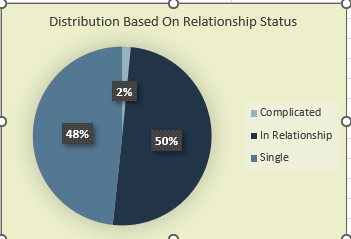 Distribution Based On Relationship Status
2%
48%
50%
Complicated
In Relationship
Single